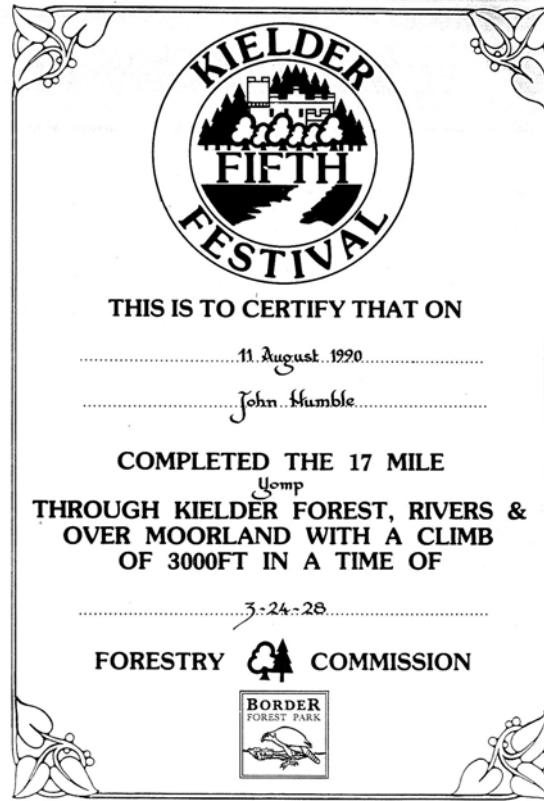 KIELDER
FIFTH
FESTIVAL
THIS IS TO CERTIFY THAT ON
11 August 1990
John Humble
COMPLETED THE 17 MILE
Yomp
THROUGH KIELDER FOREST, RIVERS &
OVER MOORLAND WITH A CLIMB
OF 3000FT IN A TIME OF
3-24-28
FORESTRY COMMISSION
BORDER
FOREST PARK